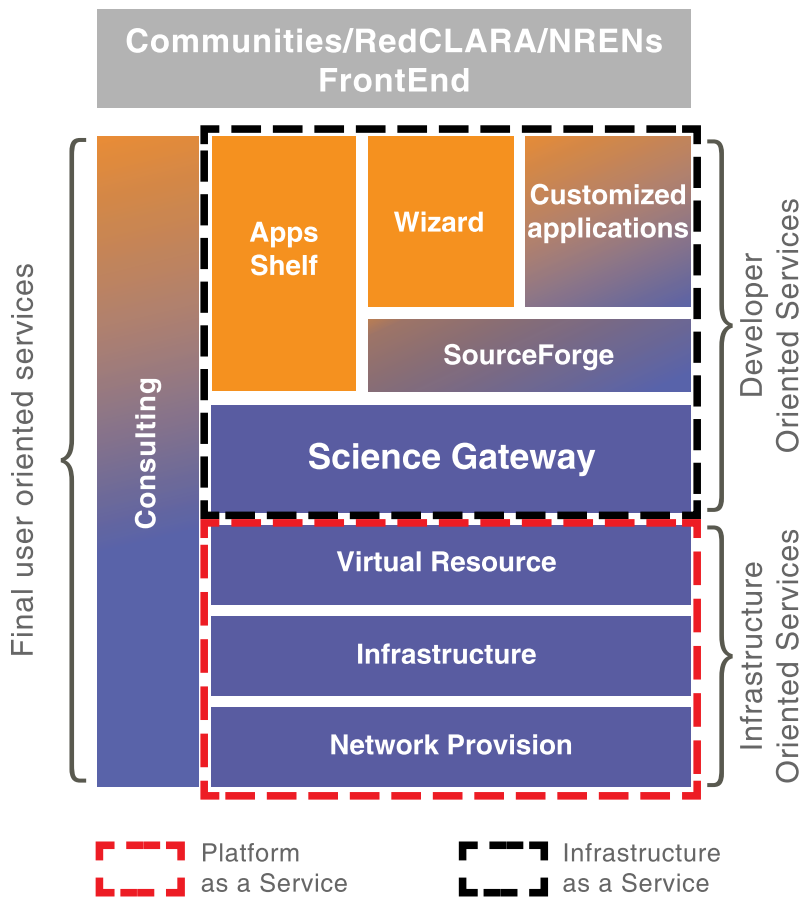 Communities/RedCLARA/NRENs
FrontEnd
Final user oriented services
Consulting
Apps
Shelf
Wizard
Customized
applications
SourceForge
Science Gateway
Developer
Oriented Services
Virtual Resource
Infrastructure
Network Provision
Infrastructure
Oriented Services
Platform
as a Service
Infrastructure
as a Service